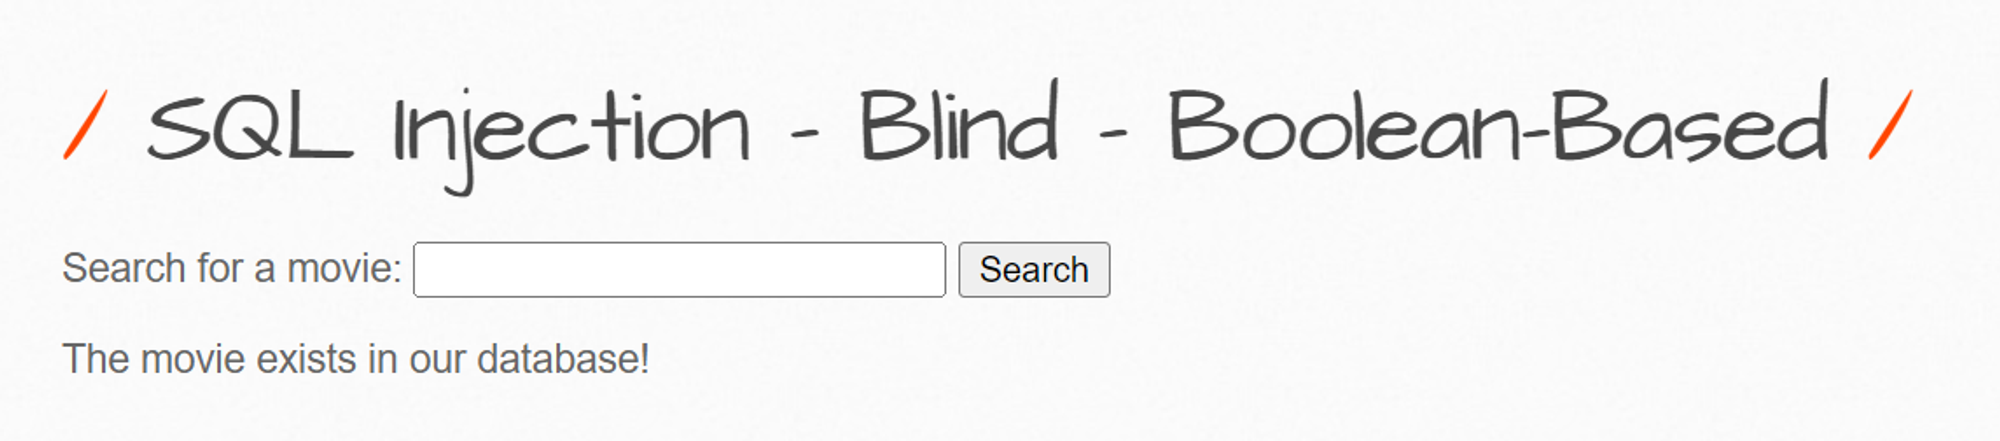 / SQL Injection - Blind - Boolean-Based /
Search for a movie: Search
The movie exists in our database!